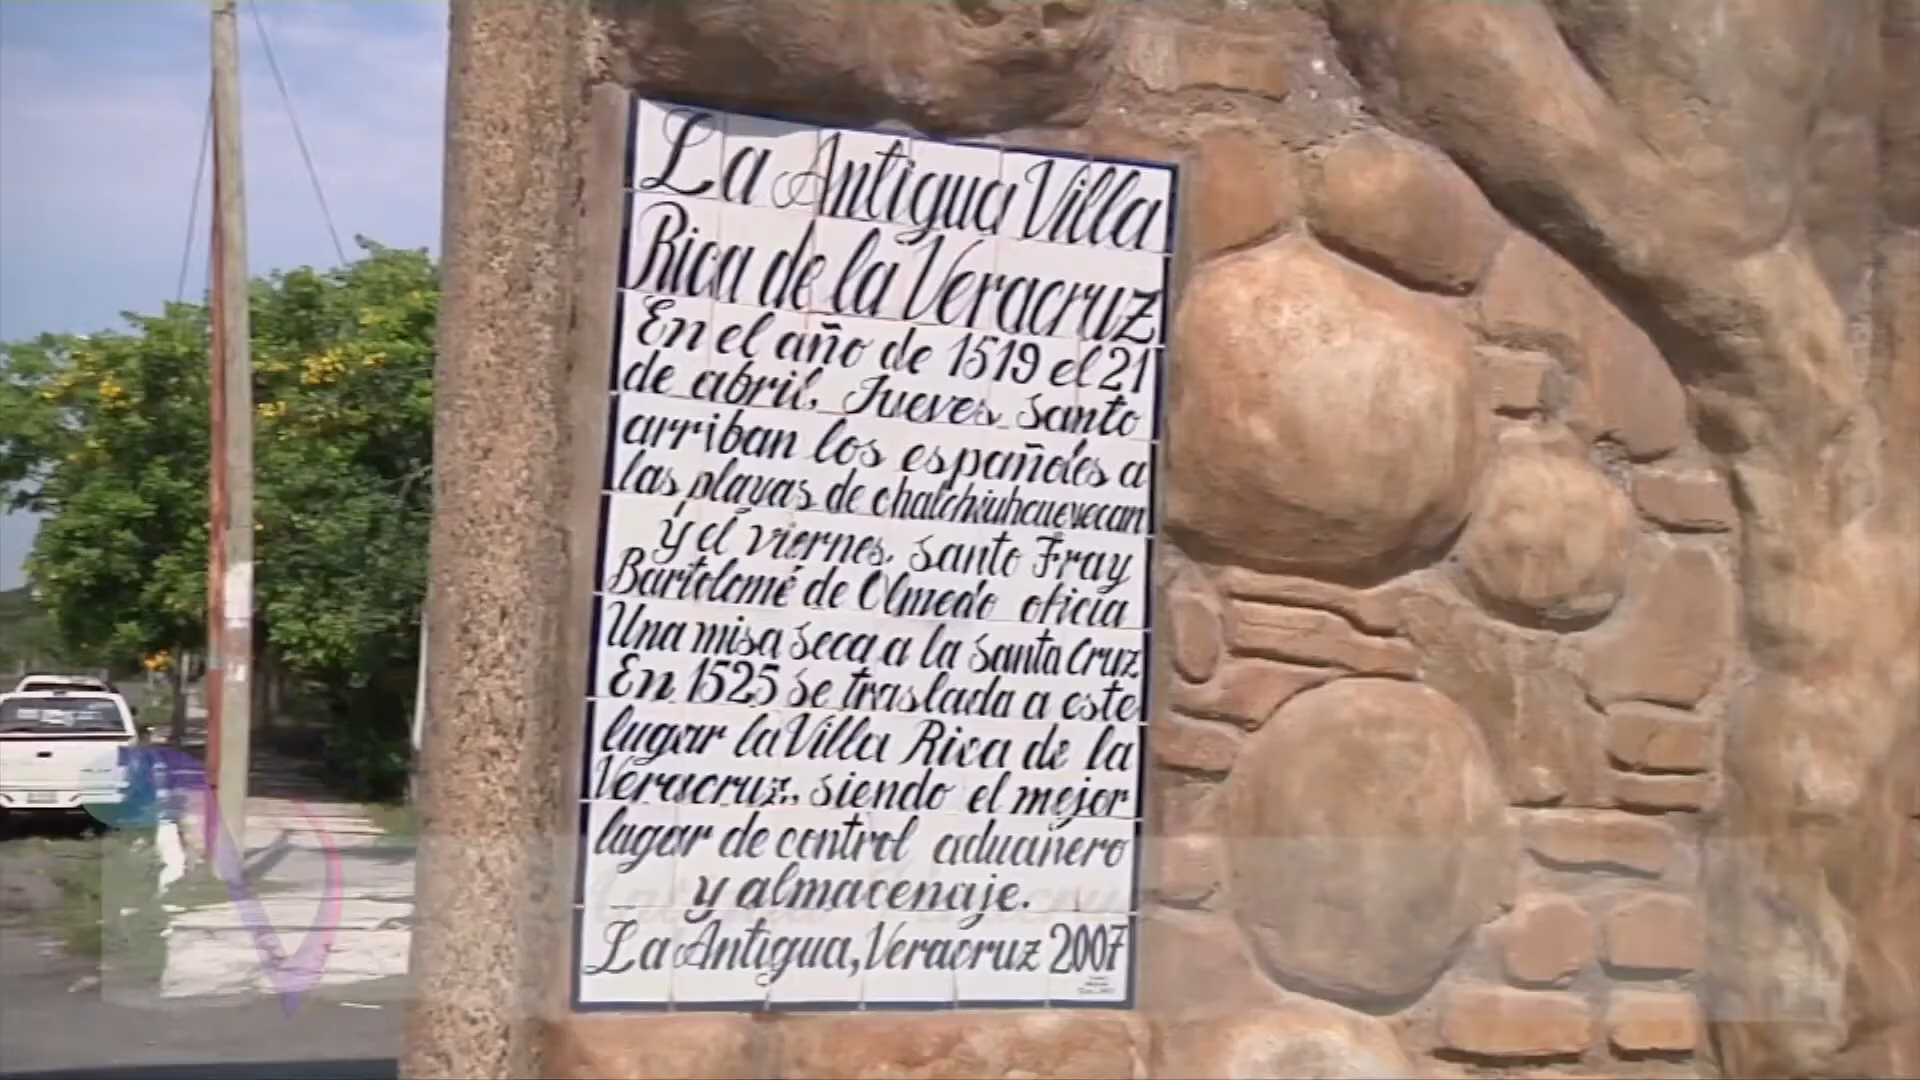 La Antigua Villa
Rica de la Veracruz
En el año de 1519 el 21
de abril, Jueves Santo
arriban los españoles a
las playas de chalchiuhcuevecan
y el viernes, Santo Fray
Bartolomé de Olmedo oficia
Una misa Seca a la Santa Cruz
En 1525 Se traslada a este
lugar la Villa Rica de la
Veracruz, siendo el mejor
lugar de control aduanero
y almacenaje.
La Antigua, Veracruz 2007